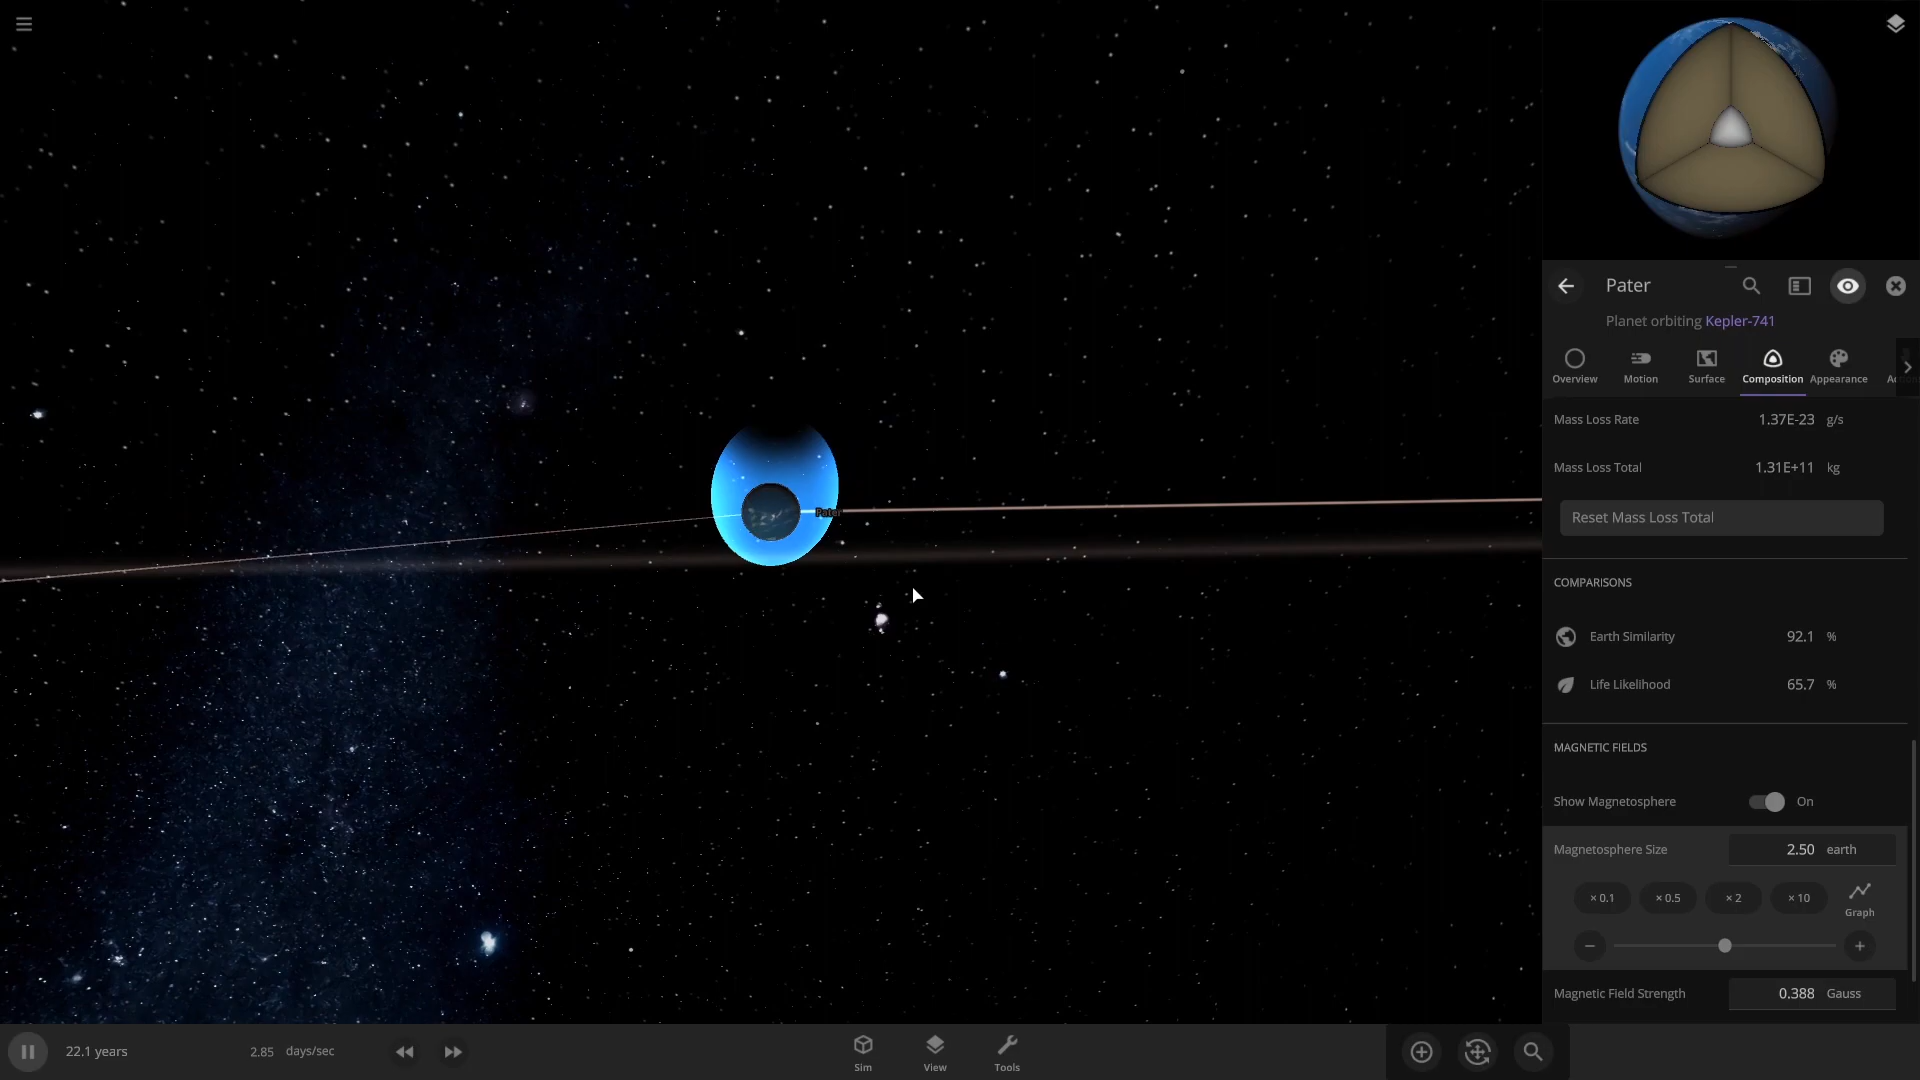 Pater
Planet orbiting Kepler-741
Overview
Motion
Surface
Composition
Appearance
Mass Loss Rate 1.37E-23 g/s
Mass Loss Total 1.31E+11 kg
Reset Mass Loss Total
COMPARISONS
Earth Similarity 92.1 %
Life Likelihood 65.7 %
MAGNETIC FIELDS
Show Magnetosphere On
Magnetosphere Size 2.50 earth
× 0.1 × 0.5 × 2 × 10 Graph
Magnetic Field Strength 0.388 Gauss
Pater
22.1 years 2.85 days/sec
Sim
View
Tools